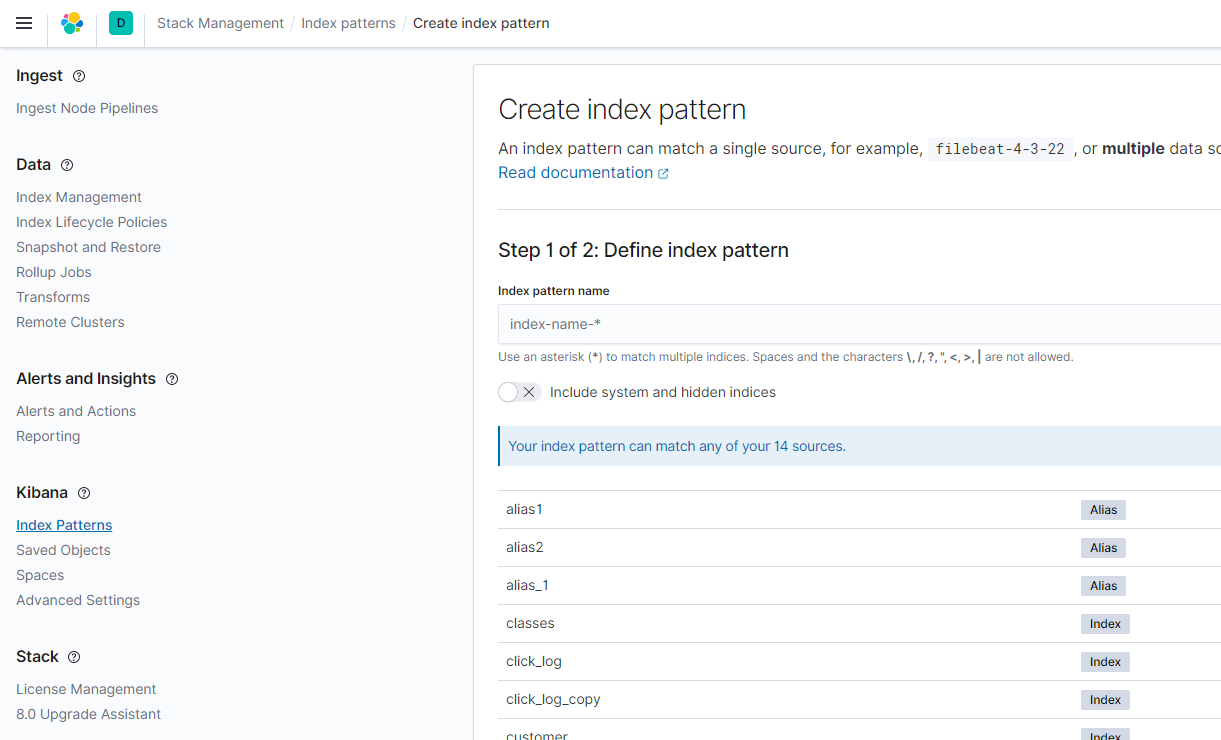 D Stack Management / Index patterns / Create index pattern
Ingest
Ingest Node Pipelines
Data
Index Management
Index Lifecycle Policies
Snapshot and Restore
Rollup Jobs
Transforms
Remote Clusters
Alerts and Insights
Alerts and Actions
Reporting
Kibana
Index Patterns
Saved Objects
Spaces
Advanced Settings
Stack
License Management
8.0 Upgrade Assistant
Create index pattern
An index pattern can match a single source, for example, filebeat-4-3-22 , or multiple data
Read documentation
Step 1 of 2: Define index pattern
Index pattern name
index-name-*
Use an asterisk (*) to match multiple indices. Spaces and the characters \, /, ?, ", <, >, | are not allowed.
Include system and hidden indices
Your index pattern can match any of your 14 sources.
alias1 Alias
alias2 Alias
alias_1 Alias
classes Index
click_log Index
click_log_copy Index
customer Index